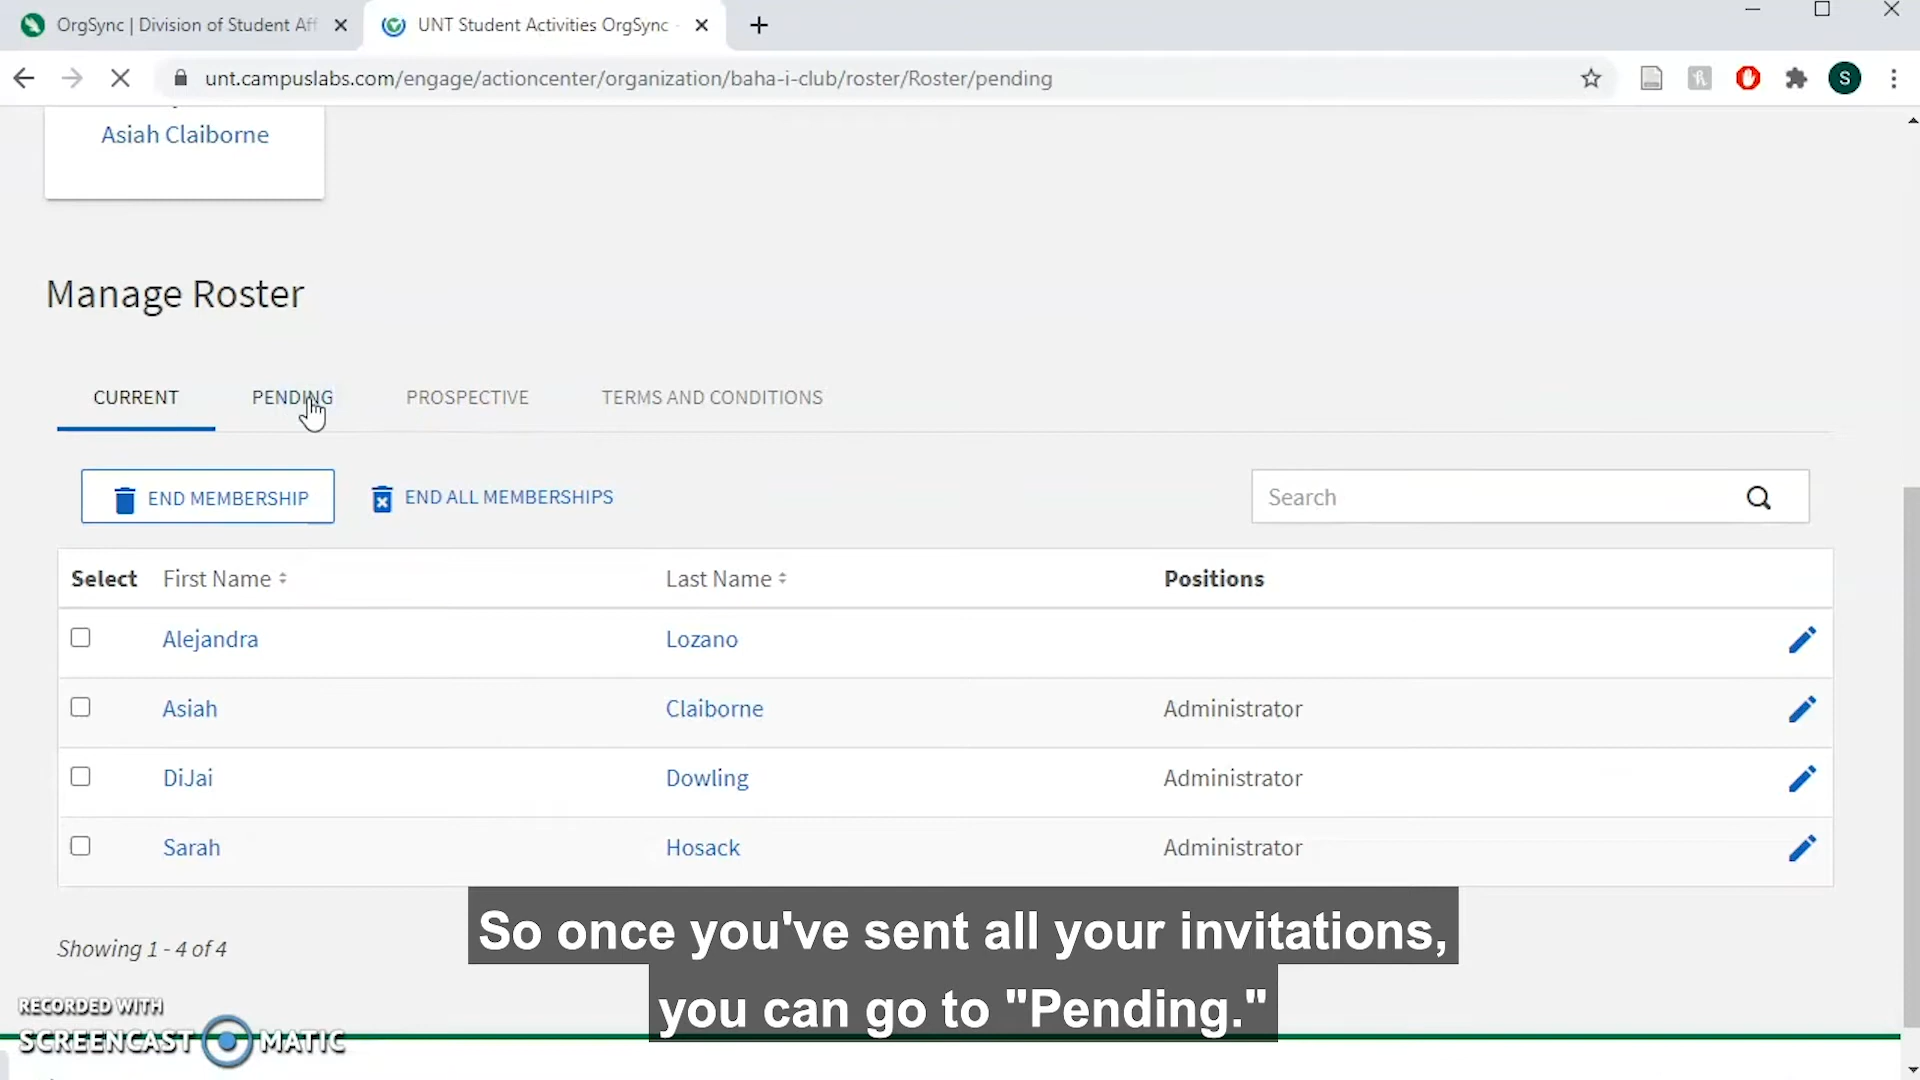 OrgSync | Division of Student Aff
UNT Student Activities OrgSync -
unt.campuslabs.com/engage/actioncenter/organization/baha-i-club/roster/Roster/pending
S
Asiah Claiborne
Manage Roster
CURRENT PENDING PROSPECTIVE TERMS AND CONDITIONS
END MEMBERSHIP END ALL MEMBERSHIPS Search
Select First Name Last Name Positions
Alejandra Lozano
Asiah Claiborne Administrator
DiJai Dowling Administrator
Sarah Hosack Administrator
Showing 1 - 4 of 4
So once you've sent all your invitations,
you can go to "Pending."
RECORDED WITH
SCREENCAST MATIC